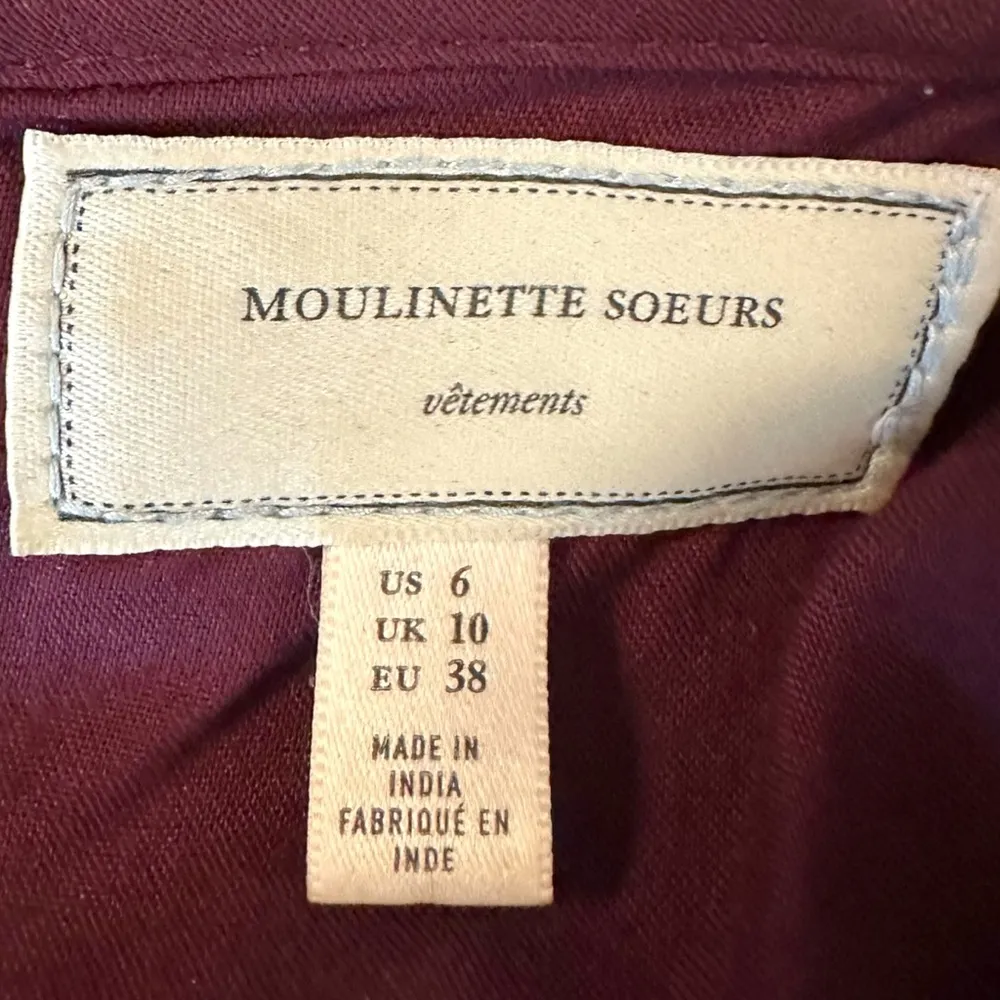 MOULINETTE SOEURS
vêtements
US 6
UK 10
EU 38
MADE IN
INDIA
FABRIQUÉ EN
INDE